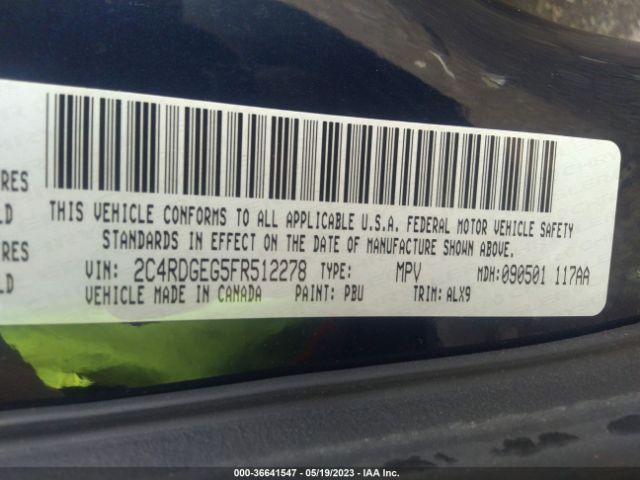 RES
LD
RES
LD
THIS VEHICLE CONFORMS TO ALL APPLICABLE U.S.A. FEDERAL MOTOR VEHICLE SAFETY
STANDARDS IN EFFECT ON THE DATE OF MANUFACTURE SHOWN ABOVE.
VIN: 2C4RDGEG5FR512278 TYPE: MPV MDH:090501 117AA
VEHICLE MADE IN CANADA PAINT: PBU TRIM: ALX9
000-36641547 - 05/19/2023 - IAA Inc.